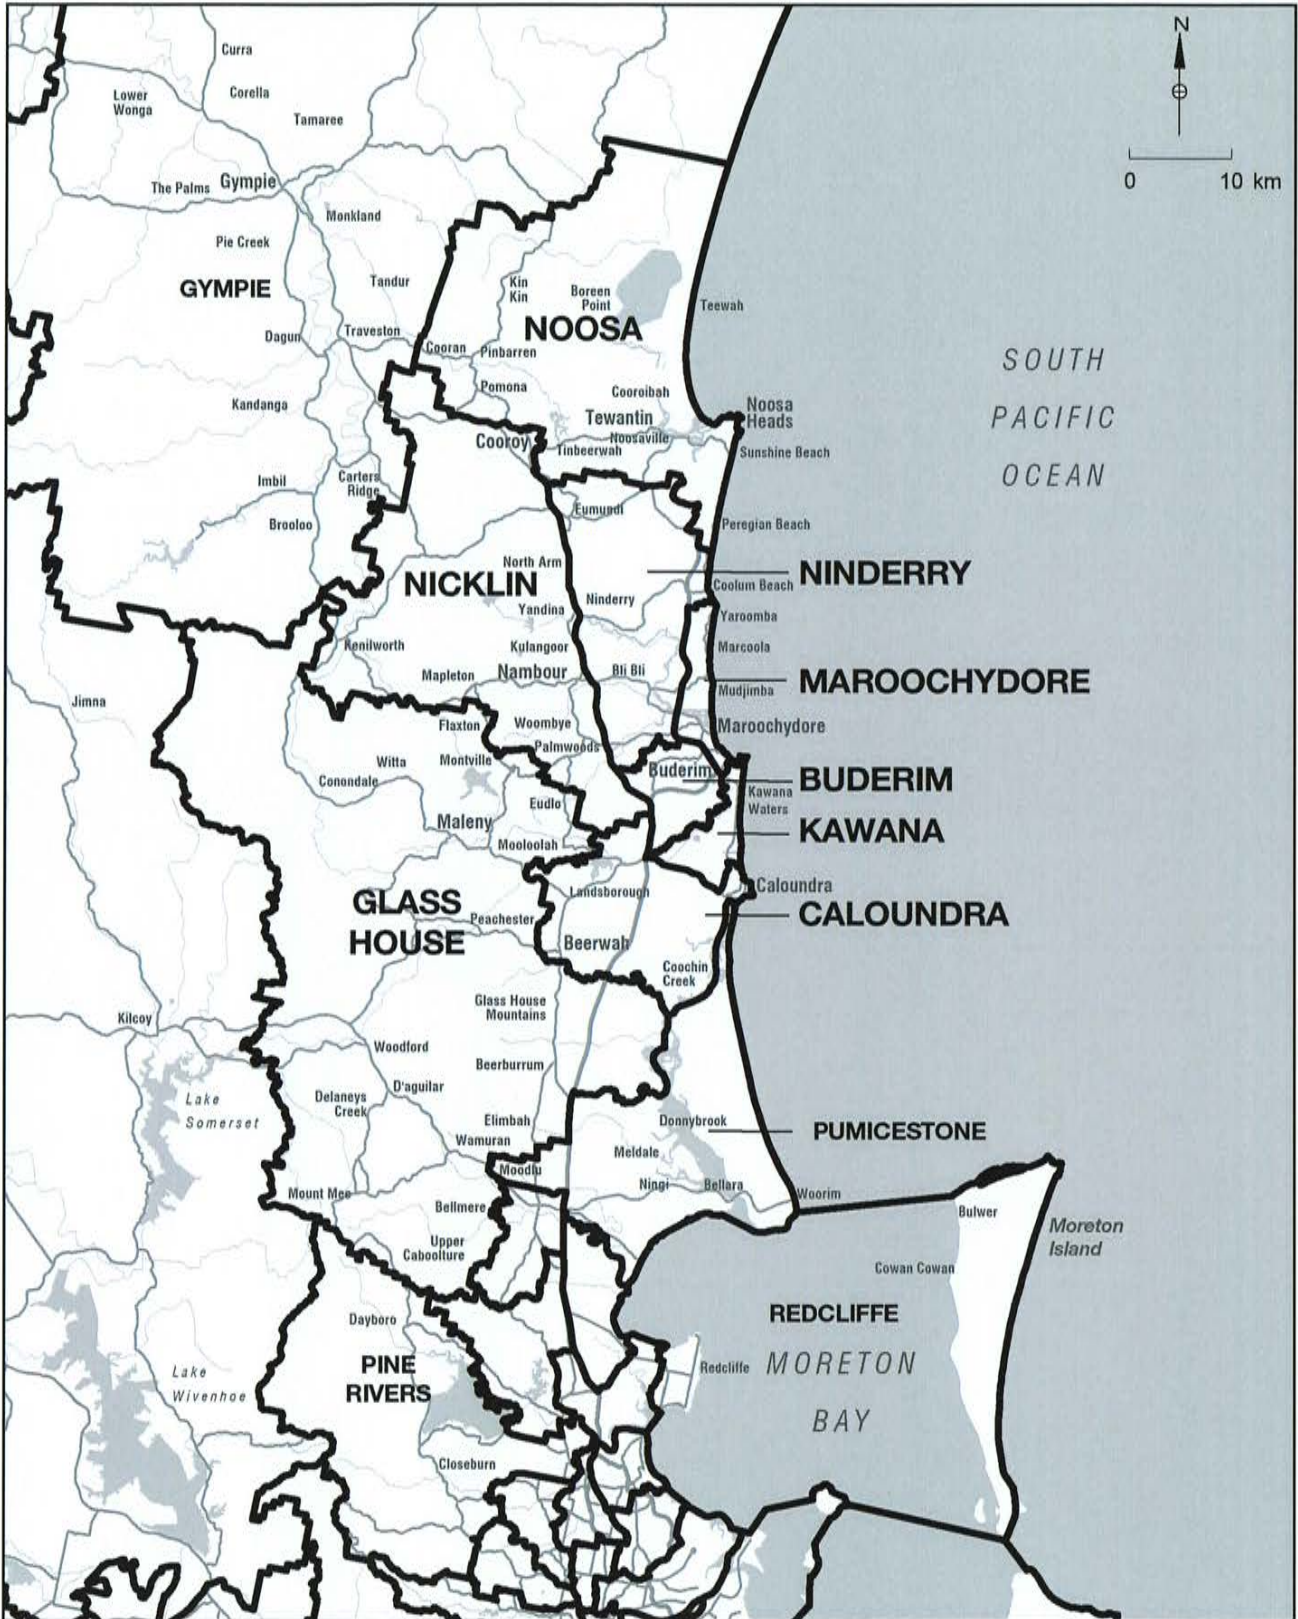 N
0 10 km
Curra
Lower
Wonga
Corella
Tamaree
The Palms
Gympie
Monkland
Pie Creek
GYMPIE
Tandur
Kin
Kin
Boreen
Point
NOOSA
Teewah
Dagun
Traveston
Cooran
Pinbarren
SOUTH
PACIFIC
OCEAN
Kandanga
Pomona
Cooroibah
Tewantin
Noosa
Heads
Cooroy
Noosaville
Tinbeerwah
Sunshine Beach
Imbil
Carters
Ridge
Brooloo
Eumundi
Peregian Beach
North Arm
NICKLIN
NINDERRY
Coolum Beach
Yandina
Ninderry
Yaroomba
Kenilworth
Kulangoor
Marcoola
Mapleton
Nambour
Bli Bli
MAROOCHYDORE
Mudjimba
Jimna
Flaxton
Woombye
Maroochydore
Palmwoods
Witta
Montville
Conondale
Buderim
BUDERIM
Kawana
Waters
Eudlo
Maleny
KAWANA
Mooloolah
Landsborough
Caloundra
GLASS
HOUSE
Peachester
CALOUNDRA
Beerwah
Coochin
Creek
Glass House
Mountains
Kilcoy
Woodford
Beerburrum
D'aguilar
Delaneys
Creek
Lake
Somerset
Elimbah
Donnybrook
PUMICESTONE
Wamuran
Meldale
Moodlu
Mount Mee
Ningi
Bellara
Woorim
Bellmere
Bulwer
Moreton
Island
Upper
Caboolture
Cowan Cowan
Dayboro
REDCLIFFE
PINE
RIVERS
Redcliffe
MORETON
BAY
Lake
Wivenhoe
Closeburn